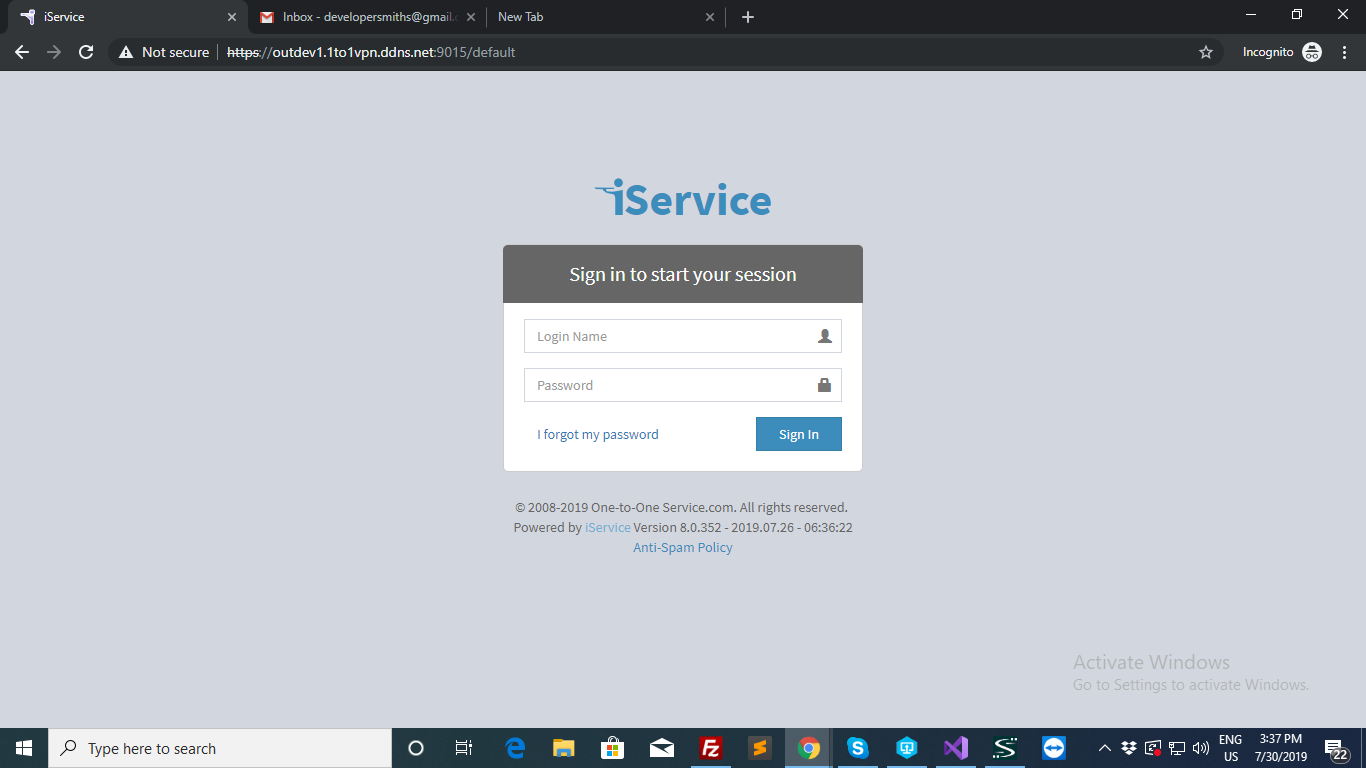 iService
Inbox - developersmiths@gmail.c
New Tab
Not secure
https://outdev1.1to1vpn.ddns.net:9015/default
Incognito
iService
Sign in to start your session
Login Name
Password
I forgot my password
Sign In
© 2008-2019 One-to-One Service.com. All rights reserved.
Powered by iService Version 8.0.352 - 2019.07.26 - 06:36:22
Anti-Spam Policy
Activate Windows
Go to Settings to activate Windows.
Type here to search
Fz
S
S
ENG
US
3:37 PM
7/30/2019
22